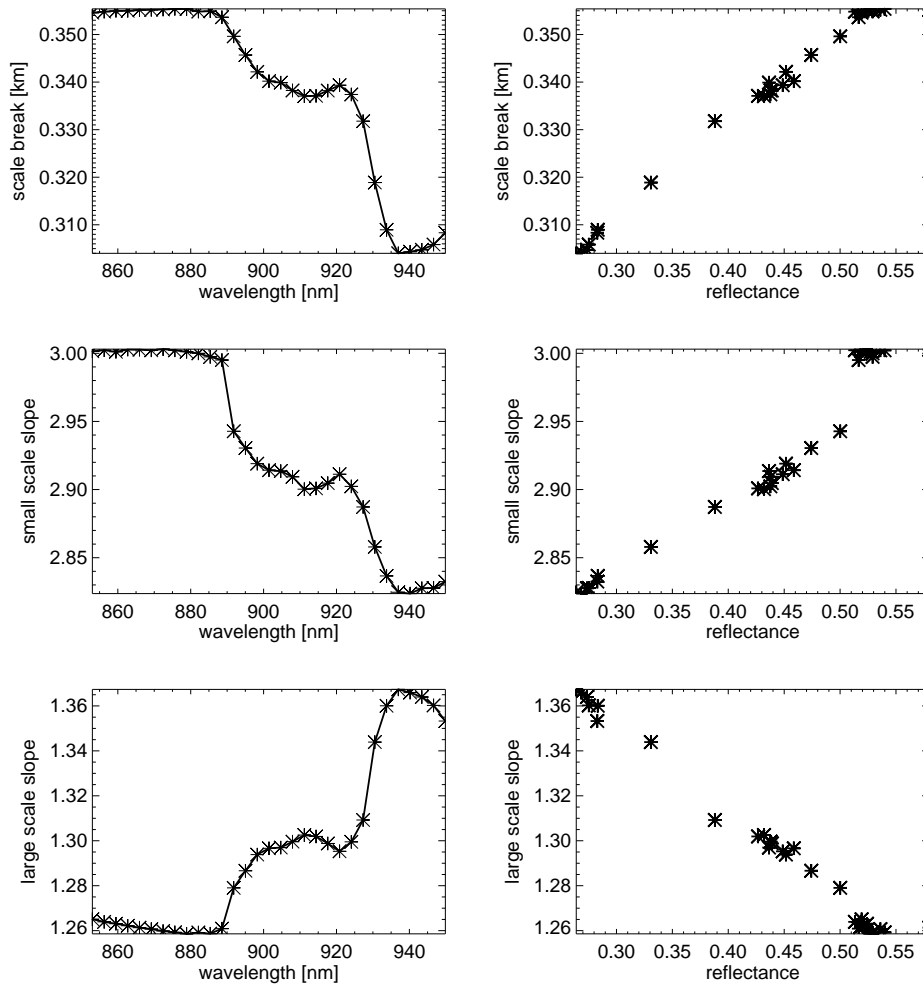 scale break [km]
0.355
0.350
0.340
0.330
0.320
0.310
860 880 900 920 940
wavelength [nm]
scale break [km]
0.350
0.340
0.330
0.320
0.310
0.30 0.35 0.40 0.45 0.50 0.55
reflectance
small scale slope
3.00
2.95
2.90
2.85
860 880 900 920 940
wavelength [nm]
small scale slope
3.00
2.95
2.90
2.85
0.30 0.35 0.40 0.45 0.50 0.55
reflectance
large scale slope
1.36
1.34
1.32
1.30
1.28
1.26
860 880 900 920 940
wavelength [nm]
large scale slope
1.36
1.34
1.32
1.30
1.28
1.26
0.30 0.35 0.40 0.45 0.50 0.55
reflectance